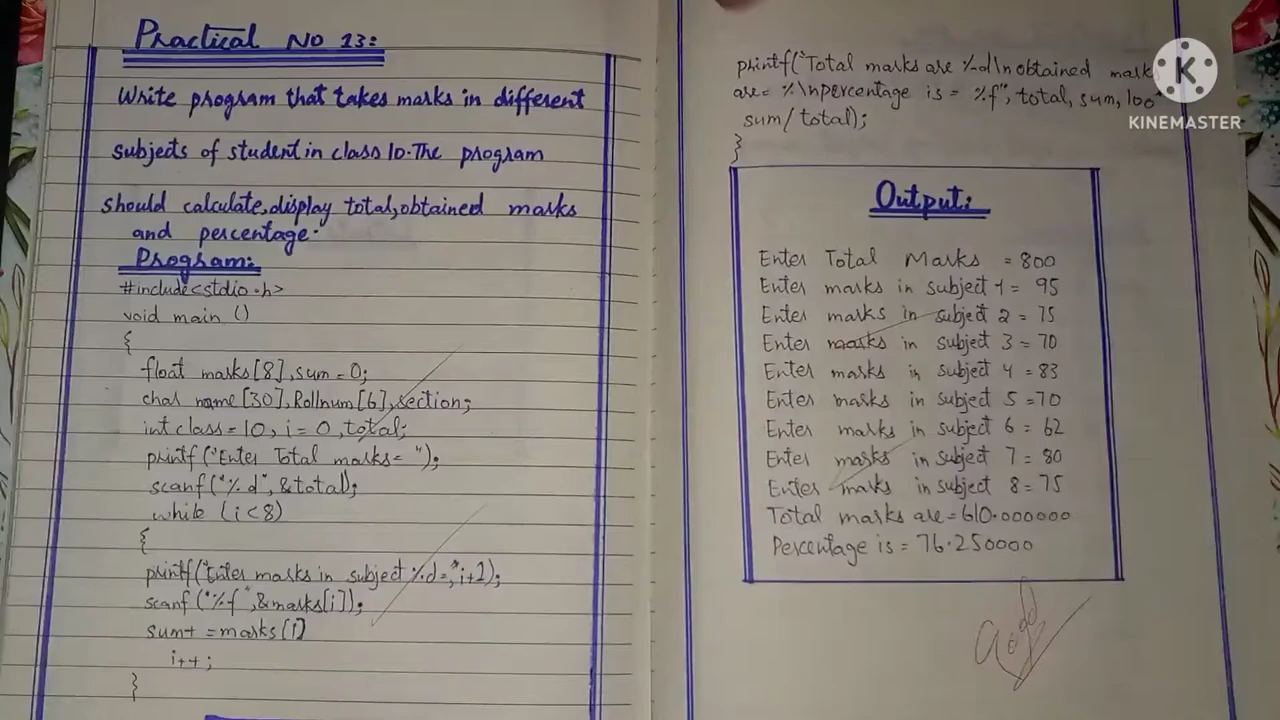 Practical NO 13:
Write program that takes marks in different
subjects of student in class 10. The program
should calculate, display total, obtained marks
and percentage.
Program:
#include<stdio.h>
void main ()
{
float marks[8], sum = 0;
char name [30], Rollnum [6], section;
int class = 10, i = 0, total;
printf ("Enter Total marks= ");
scanf ("%d", &total);
while (i<8)
{
printf("Enter marks in subject %d=", i+1);
scanf ("%f", &marks[i]);
sum+ = marks [i]
i++;
}
printf("Total marks are %d\n obtained mark
are= %\npercentage is = %f", total, sum, 100*
sum/ total);
}
KINEMASTER
Output:
Enter Total Marks = 800
Enter marks in subject 1 = 95
Enter marks in subject 2 = 75
Enter marks in subject 3 = 70
Enter marks in subject 4 = 83
Enter marks in subject 5 = 70
Enter marks in subject 6 = 62
Enter marks in subject 7 = 80
Enter marks in subject 8 = 75
Total marks are = 610.000000
Percentage is = 76.250000